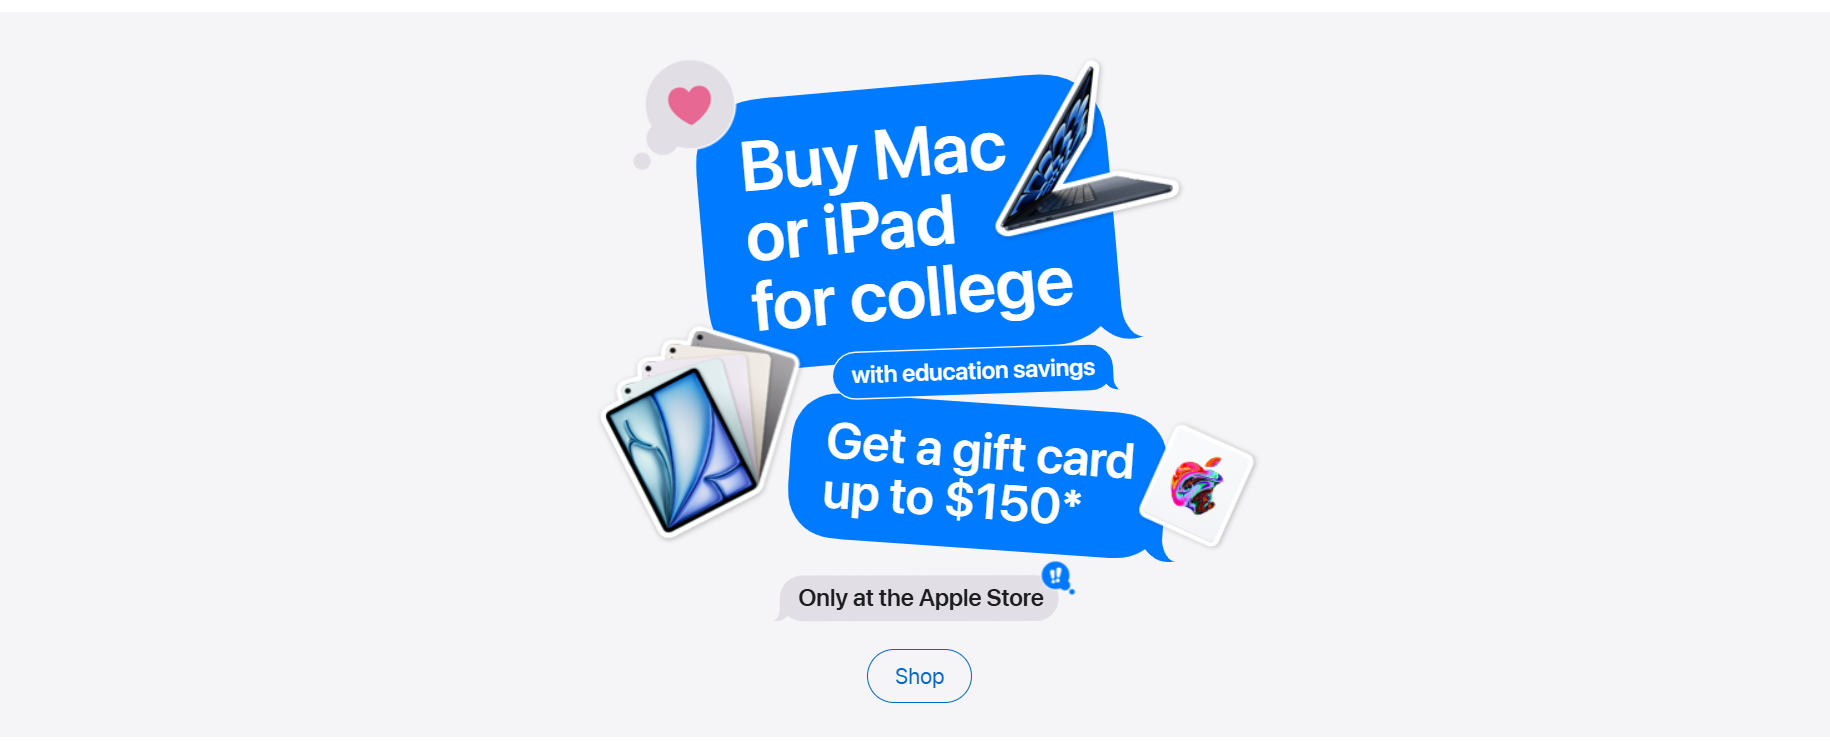 Buy Mac
or iPad
for college
with education savings
Get a gift card
up to $150*
!!
Only at the Apple Store
Shop